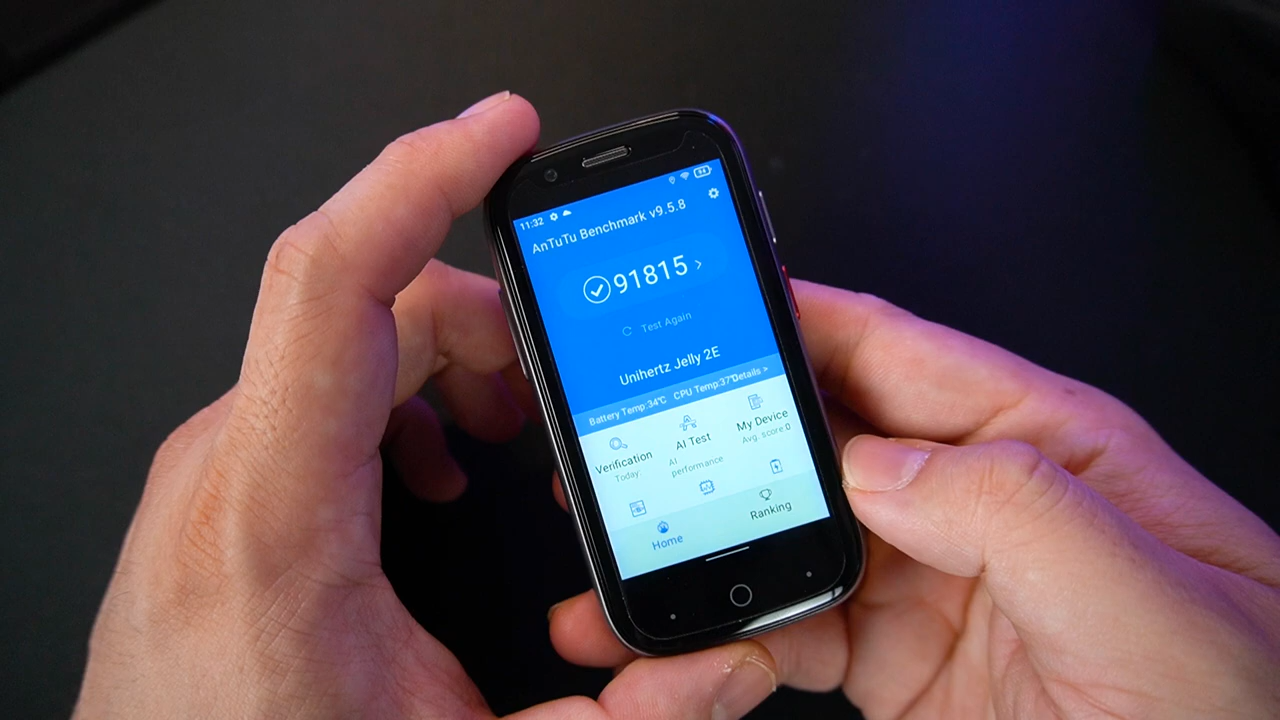 11:32
94
AnTuTu Benchmark v9.5.8
91815 >
Test Again
Unihertz Jelly 2E
Battery Temp:34℃ CPU Temp:37℃ Details >
Verification
Today:
AI Test
AI performance
My Device
Avg. score:0
Home
Ranking